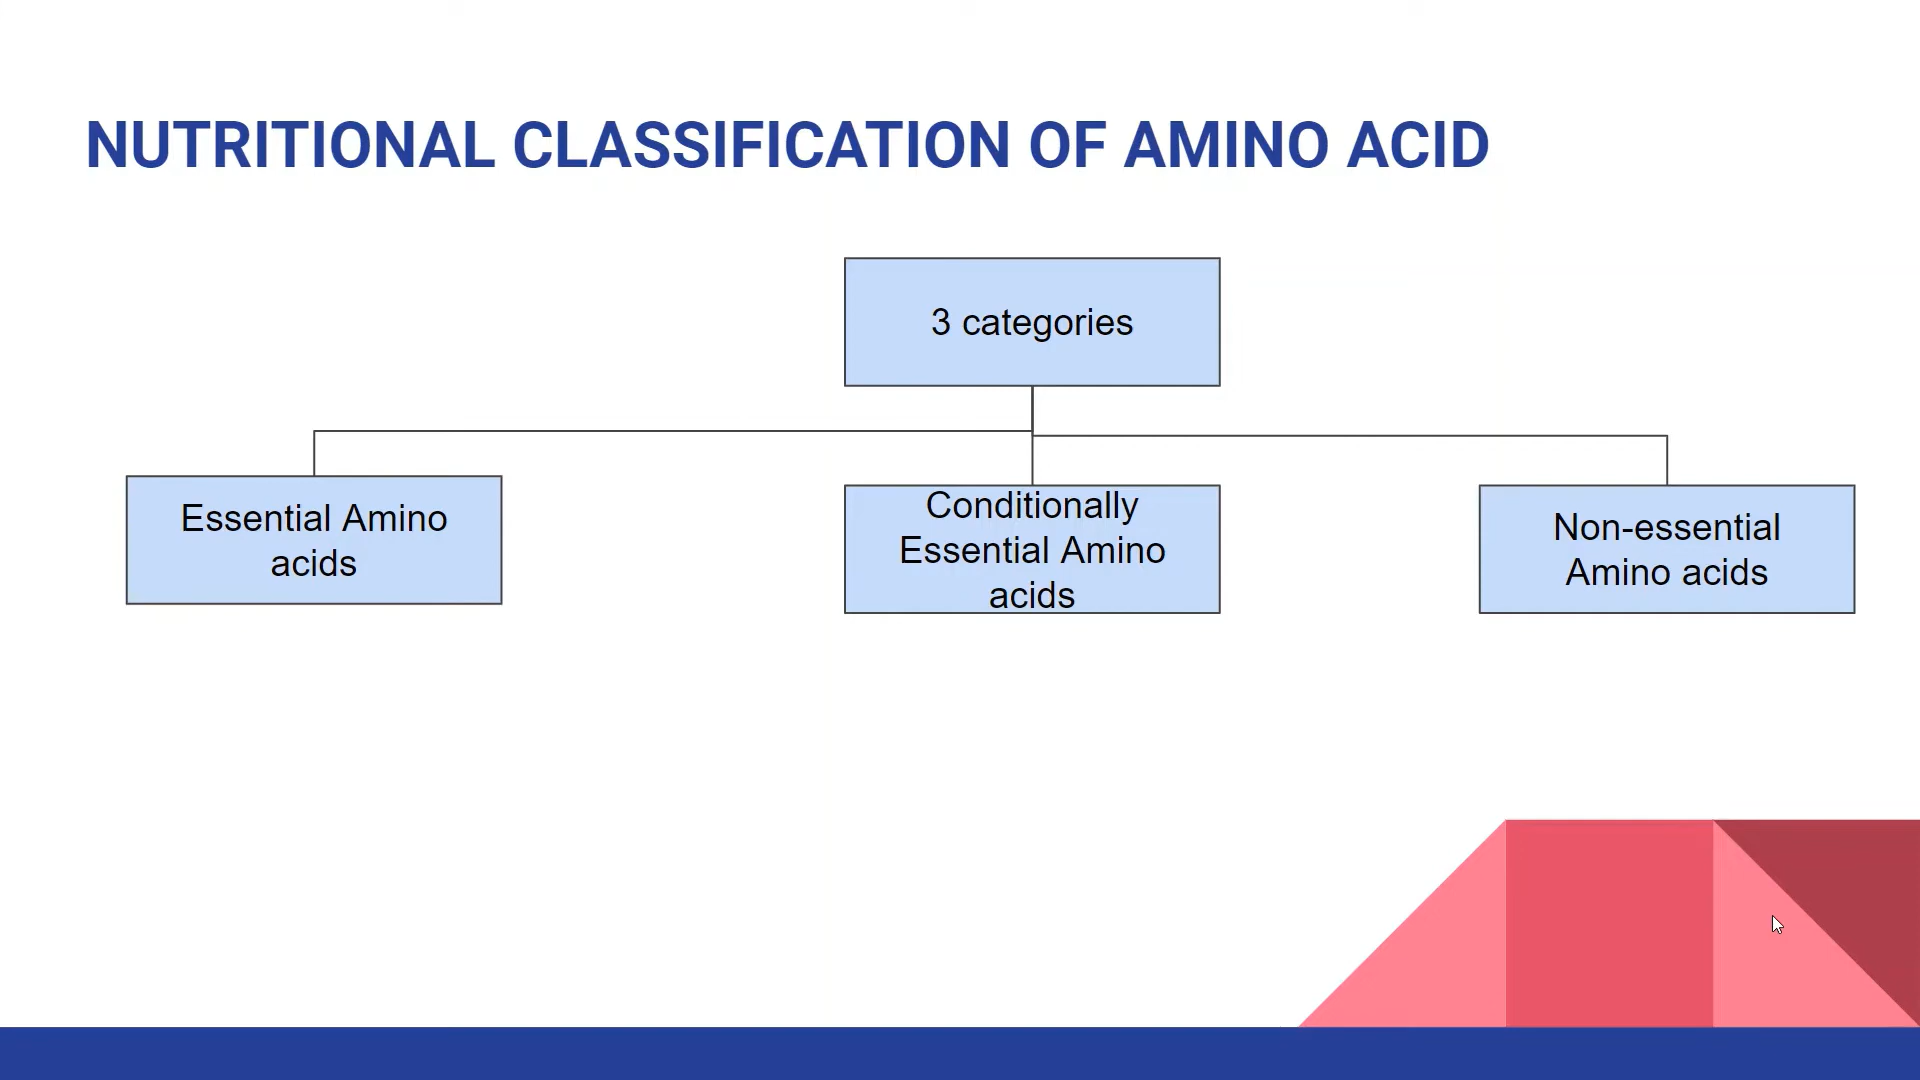 NUTRITIONAL CLASSIFICATION OF AMINO ACID
3 categories
Essential Amino
acids
Conditionally
Essential Amino
acids
Non-essential
Amino acids